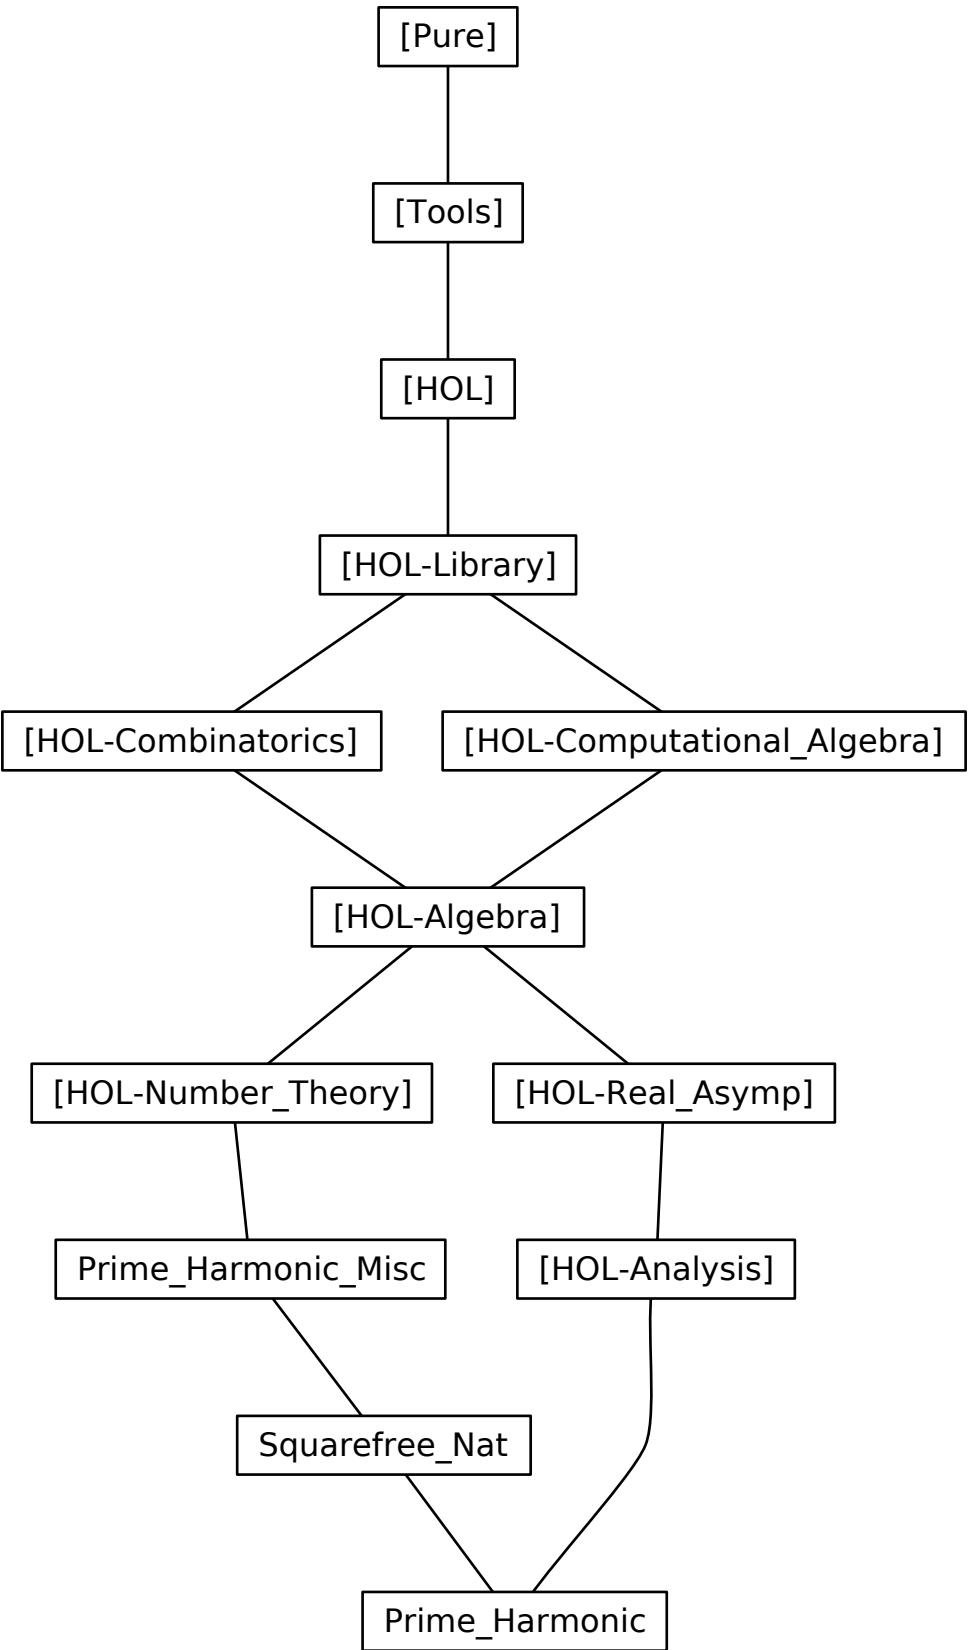 [Pure]
[Tools]
[HOL]
[HOL-Library]
[HOL-Combinatorics]
[HOL-Computational_Algebra]
[HOL-Algebra]
[HOL-Number_Theory]
[HOL-Real_Asymp]
Prime_Harmonic_Misc
[HOL-Analysis]
Squarefree_Nat
Prime_Harmonic